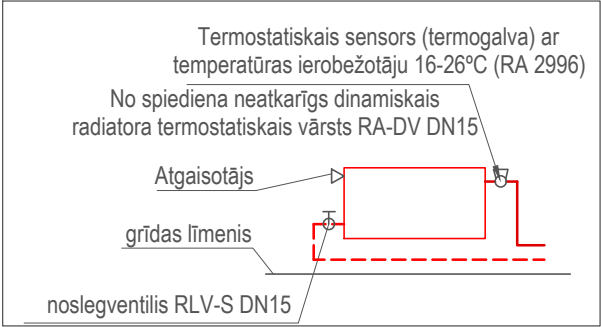 Termostatiskais sensors (termogalva) ar
temperatūras ierobežotāju 16-26ºC (RA 2996)
No spiediena neatkarīgs dinamiskais
radiatora termostatiskais vārsts RA-DV DN15
Atgaisotājs
grīdas līmenis
noslegventilis RLV-S DN15